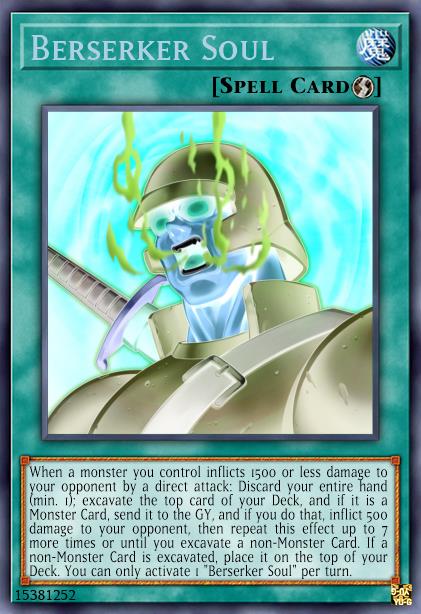 Berserker Soul
魔
[Spell Card]
When a monster you control inflicts 1500 or less damage to
your opponent by a direct attack: Discard your entire hand
(min. 1); excavate the top card of your Deck, and if it is a
Monster Card, send it to the GY, and if you do that, inflict 500
damage to your opponent, then repeat this effect up to 7
more times or until you excavate a non-Monster Card. If a
non-Monster Card is excavated, place it on the top of your
Deck. You can only activate 1 "Berserker Soul" per turn.
15381252